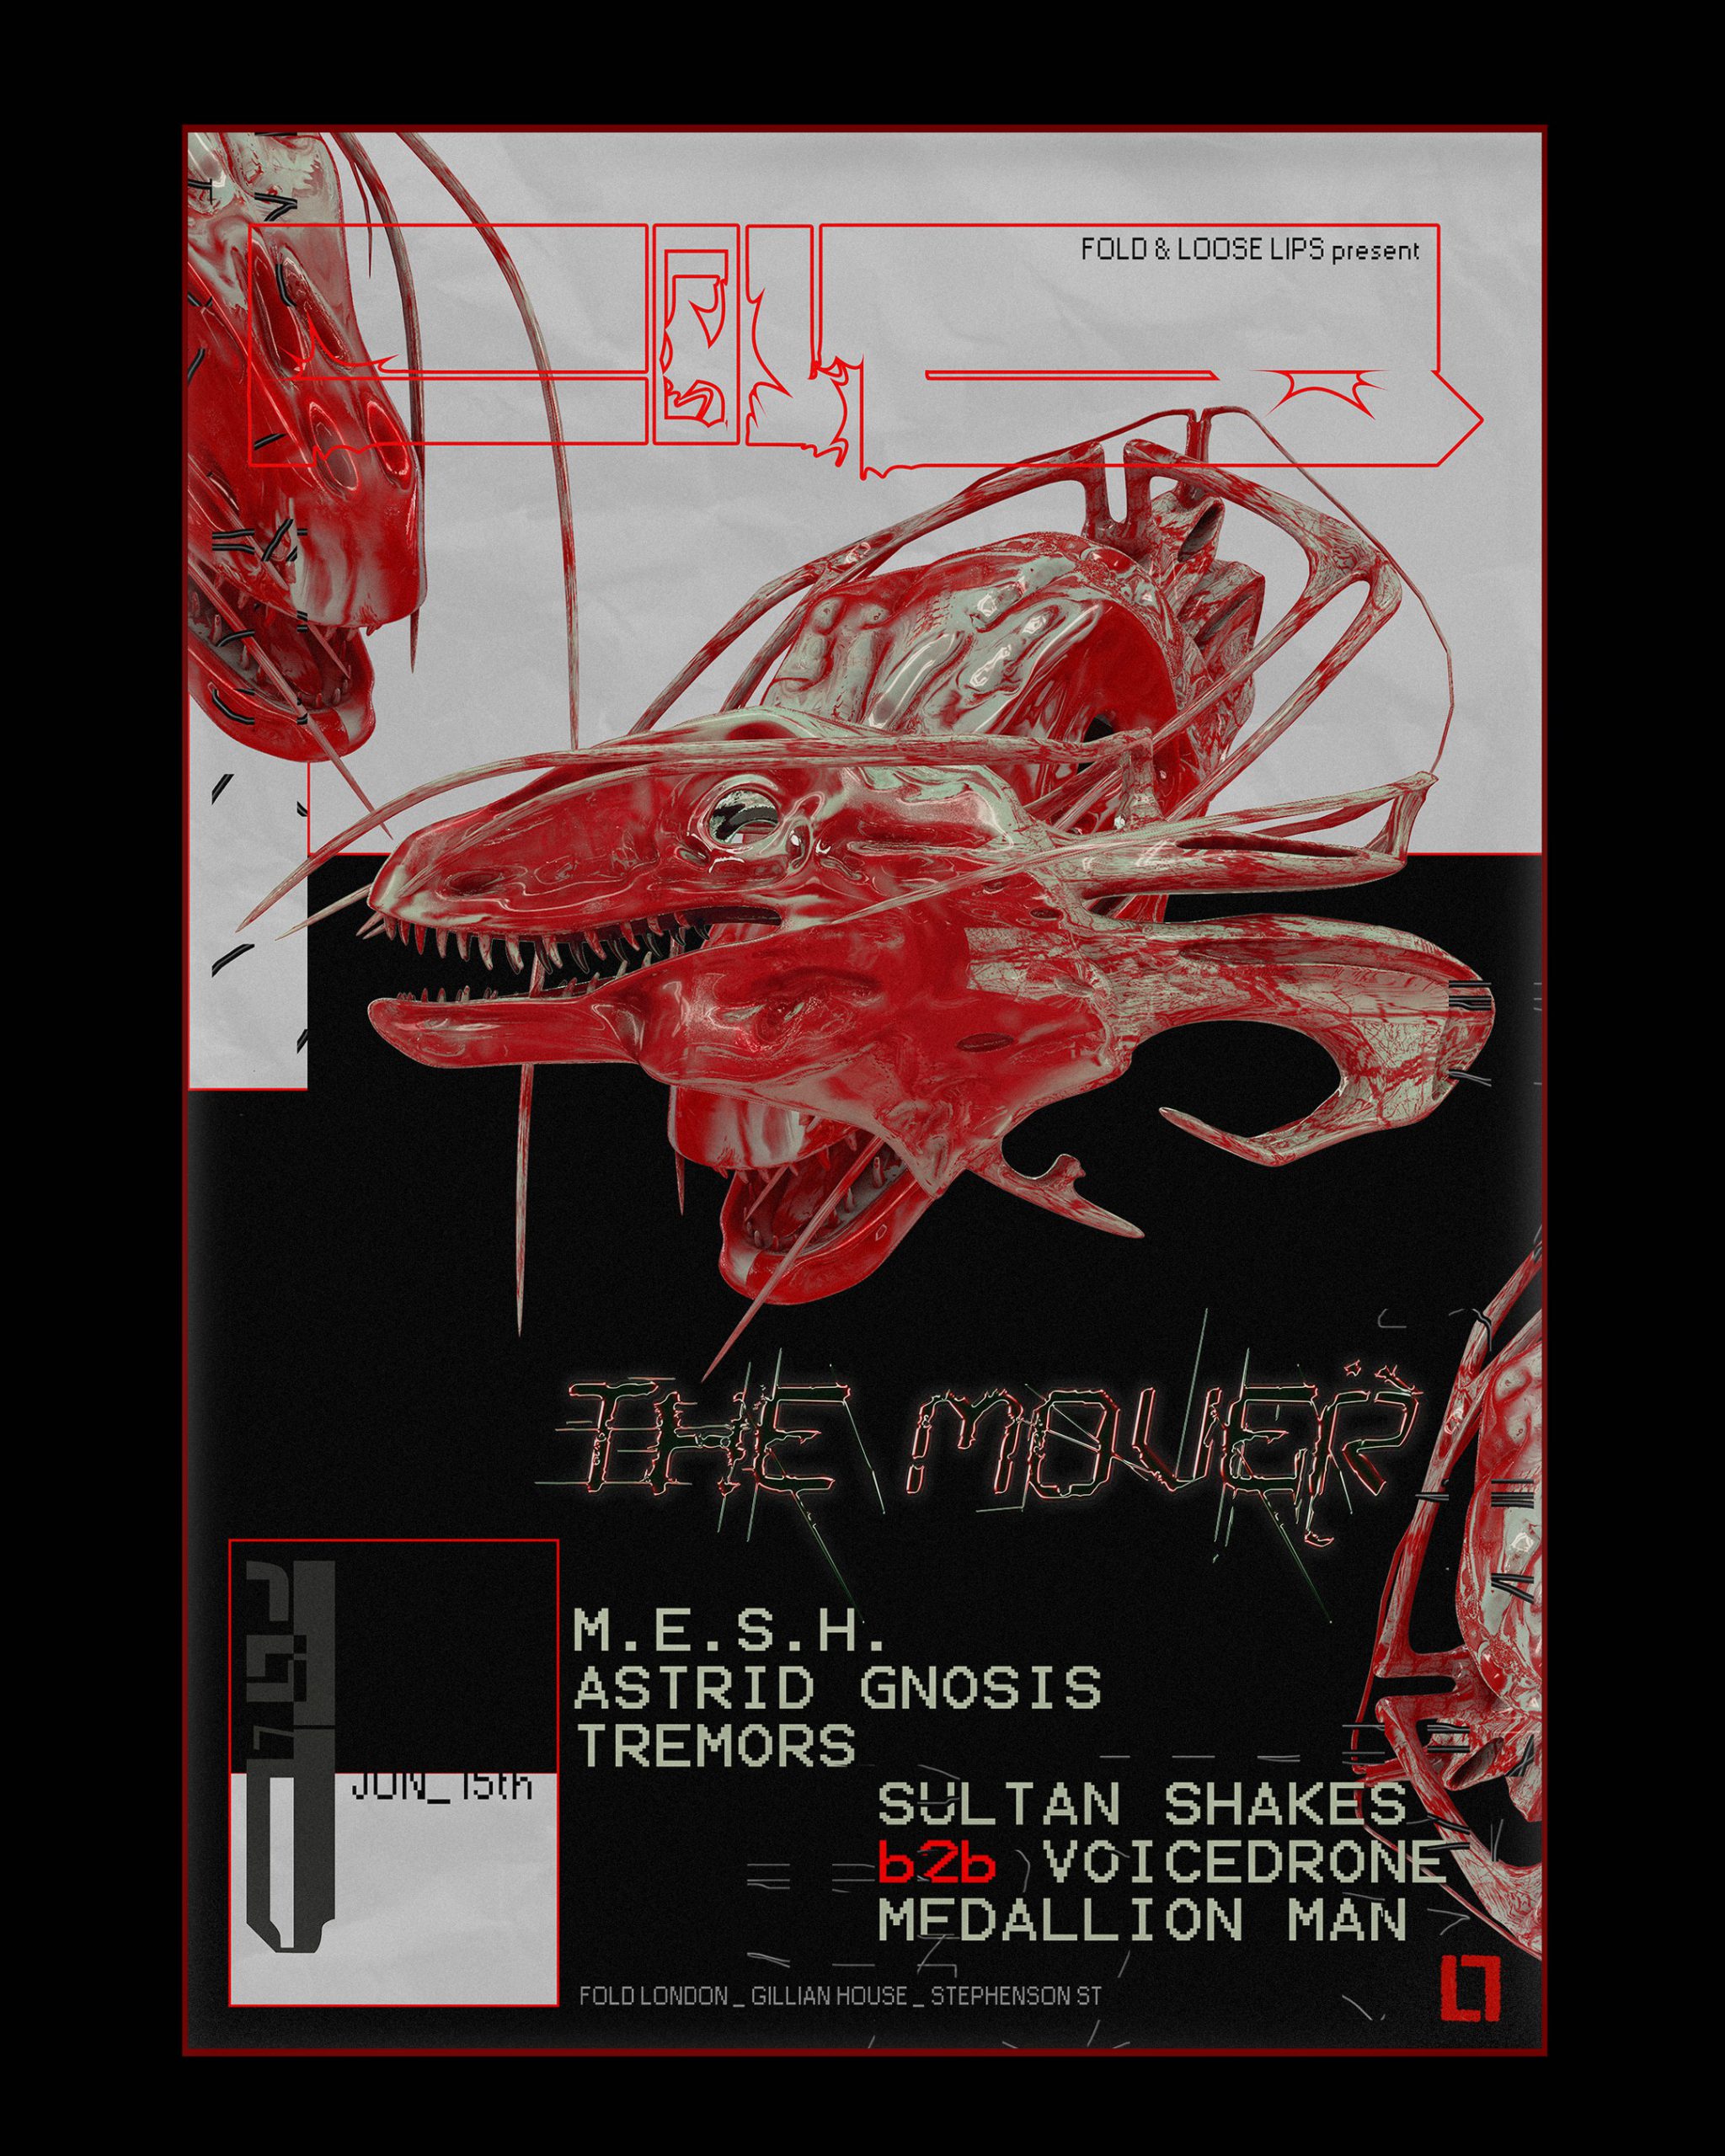 FOLD & LOOSE LIPS present
THE MOVER
M.E.S.H.
ASTRID GNOSIS
TREMORS
SULTAN SHAKES
b2b VOICEDRONE
MEDALLION MAN
JUN_15th
FOLD LONDON _ GILLIAN HOUSE _ STEPHENSON ST